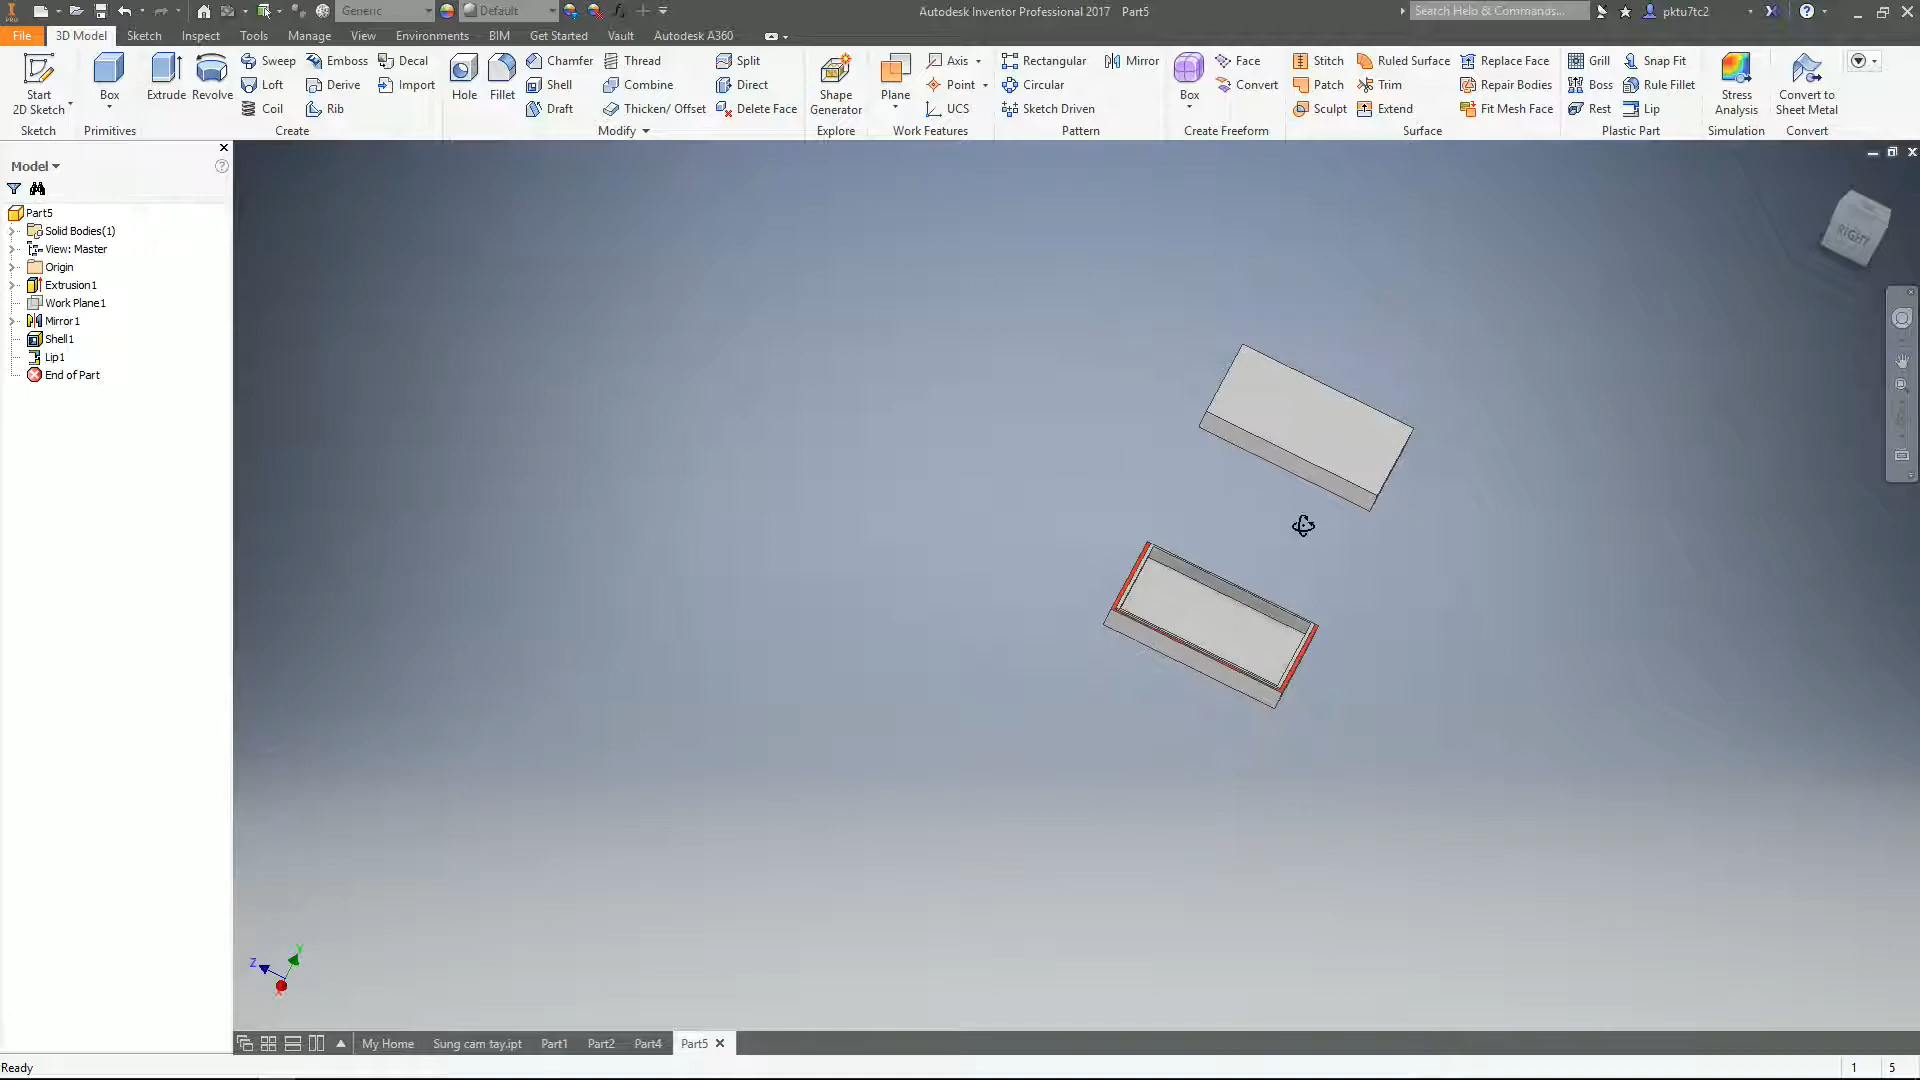 Generic
Default
Autodesk Inventor Professional 2017 Part5
Search Help & Commands...
pktu7tc2
File 3D Model Sketch Inspect Tools Manage View Environments BIM Get Started Vault Autodesk A360
Start 2D Sketch
Sketch
Box
Primitives
Extrude Revolve
Sweep Emboss Decal
Loft Derive Import
Coil Rib
Create
Hole Fillet
Chamfer Thread Split
Shell Combine Direct
Draft Thicken/ Offset Delete Face
Modify
Shape Generator
Explore
Plane
Axis
Point
UCS
Work Features
Rectangular Mirror
Circular
Sketch Driven
Pattern
Box
Face
Convert
Create Freeform
Stitch Ruled Surface Replace Face
Patch Trim Repair Bodies
Sculpt Extend Fit Mesh Face
Surface
Grill Snap Fit
Boss Rule Fillet
Rest Lip
Plastic Part
Stress Analysis
Simulation
Convert to Sheet Metal
Convert
Model
Part5
Solid Bodies(1)
View: Master
Origin
Extrusion1
Work Plane1
Mirror1
Shell1
Lip1
End of Part
RIGHT
Y
Z
X
My Home Sung cam tay.ipt Part1 Part2 Part4 Part5
Ready
1 5